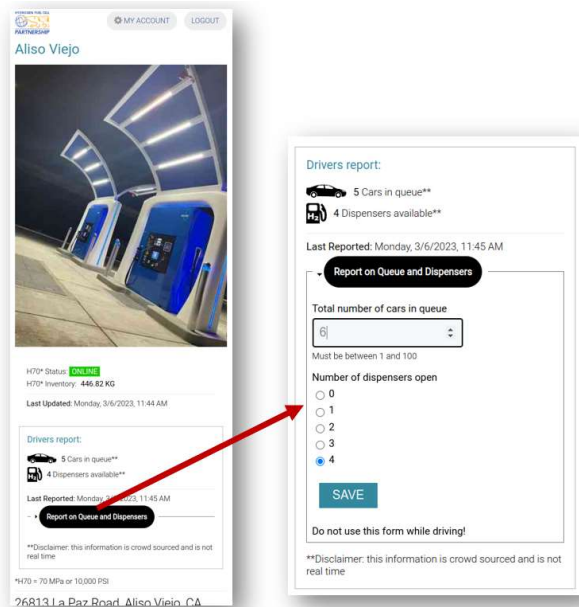 PARTNERSHIP
MY ACCOUNT
LOGOUT
Aliso Viejo
H70* Status: ONLINE
H70* Inventory: 446.82 KG
Last Updated: Monday, 3/6/2023, 11:44 AM
Drivers report:
5 Cars in queue**
H2
4 Dispensers available**
Last Reported: Monday, 3/6/2023, 11:45 AM
Report on Queue and Dispensers
**Disclaimer: this information is crowd sourced and is not
real time
*H70 = 70 MPa or 10,000 PSI
26813 La Paz Road, Aliso Viejo, CA
Drivers report:
5 Cars in queue**
H2
4 Dispensers available**
Last Reported: Monday, 3/6/2023, 11:45 AM
Report on Queue and Dispensers
Total number of cars in queue
6
Must be between 1 and 100
Number of dispensers open
0
1
2
3
4
SAVE
Do not use this form while driving!
**Disclaimer: this information is crowd sourced and is not
real time